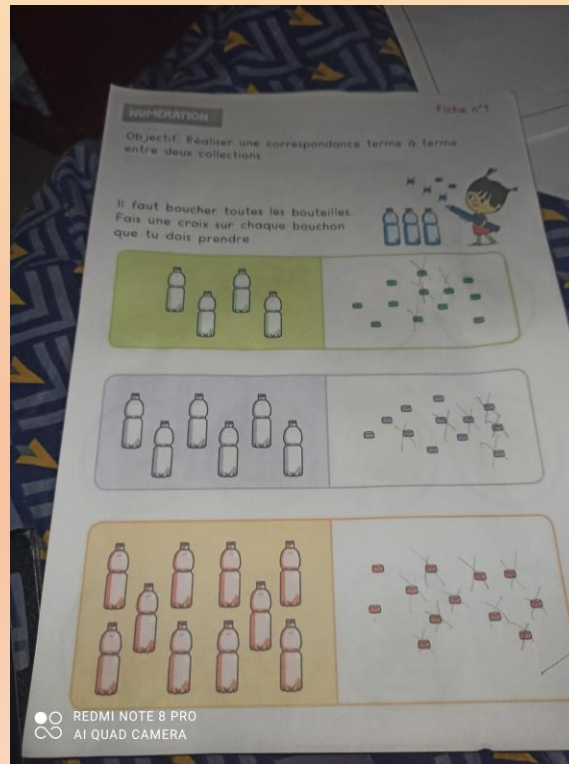 NUMÉRATION
Fiche n°1
Objectif: Réaliser une correspondance terme à terme
entre deux collections
Il faut boucher toutes les bouteilles.
Fais une croix sur chaque bouchon
que tu dois prendre
REDMI NOTE 8 PRO
AI QUAD CAMERA